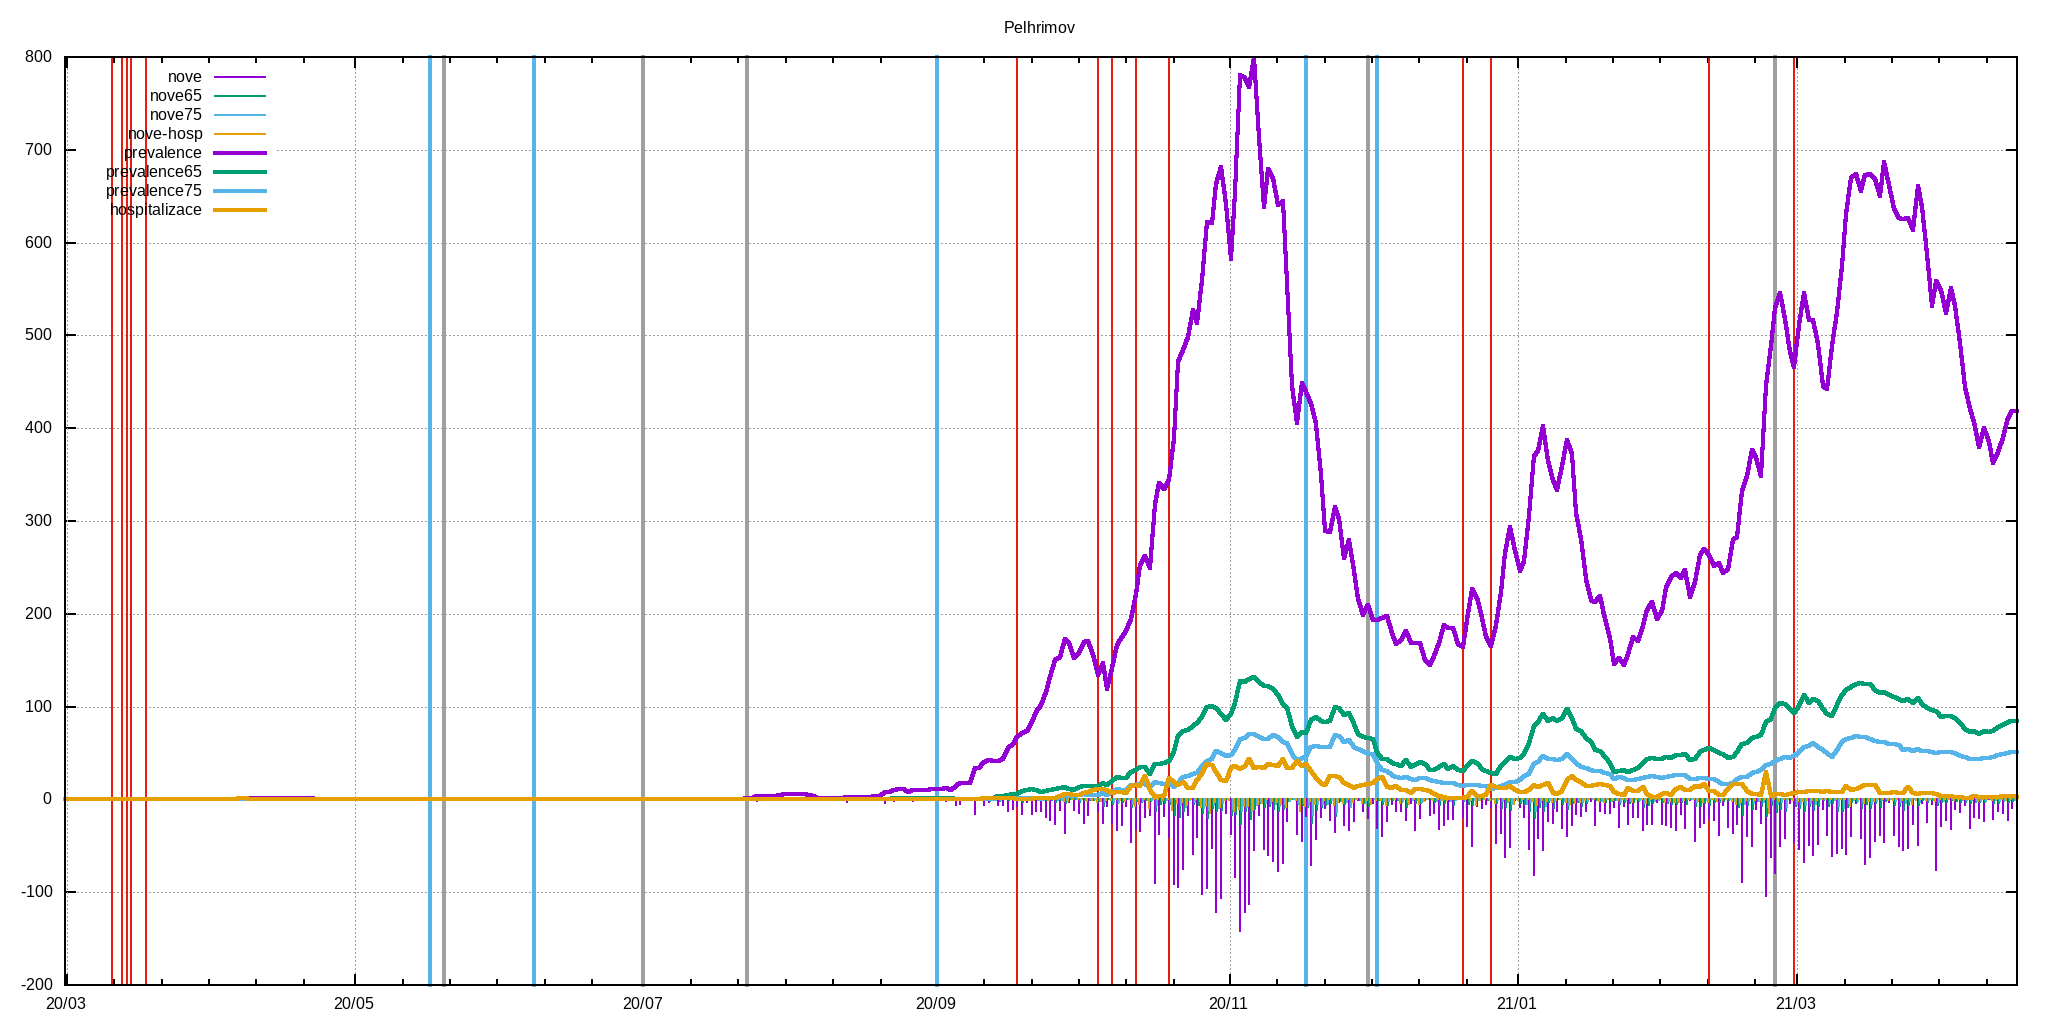 Pelhrimov
800
700
600
500
400
300
200
100
0
-100
-200
nove
nove65
nove75
nove-hosp
prevalence
prevalence65
prevalence75
hospitalizace
20/03 20/05 20/07 20/09 20/11 21/01 21/03